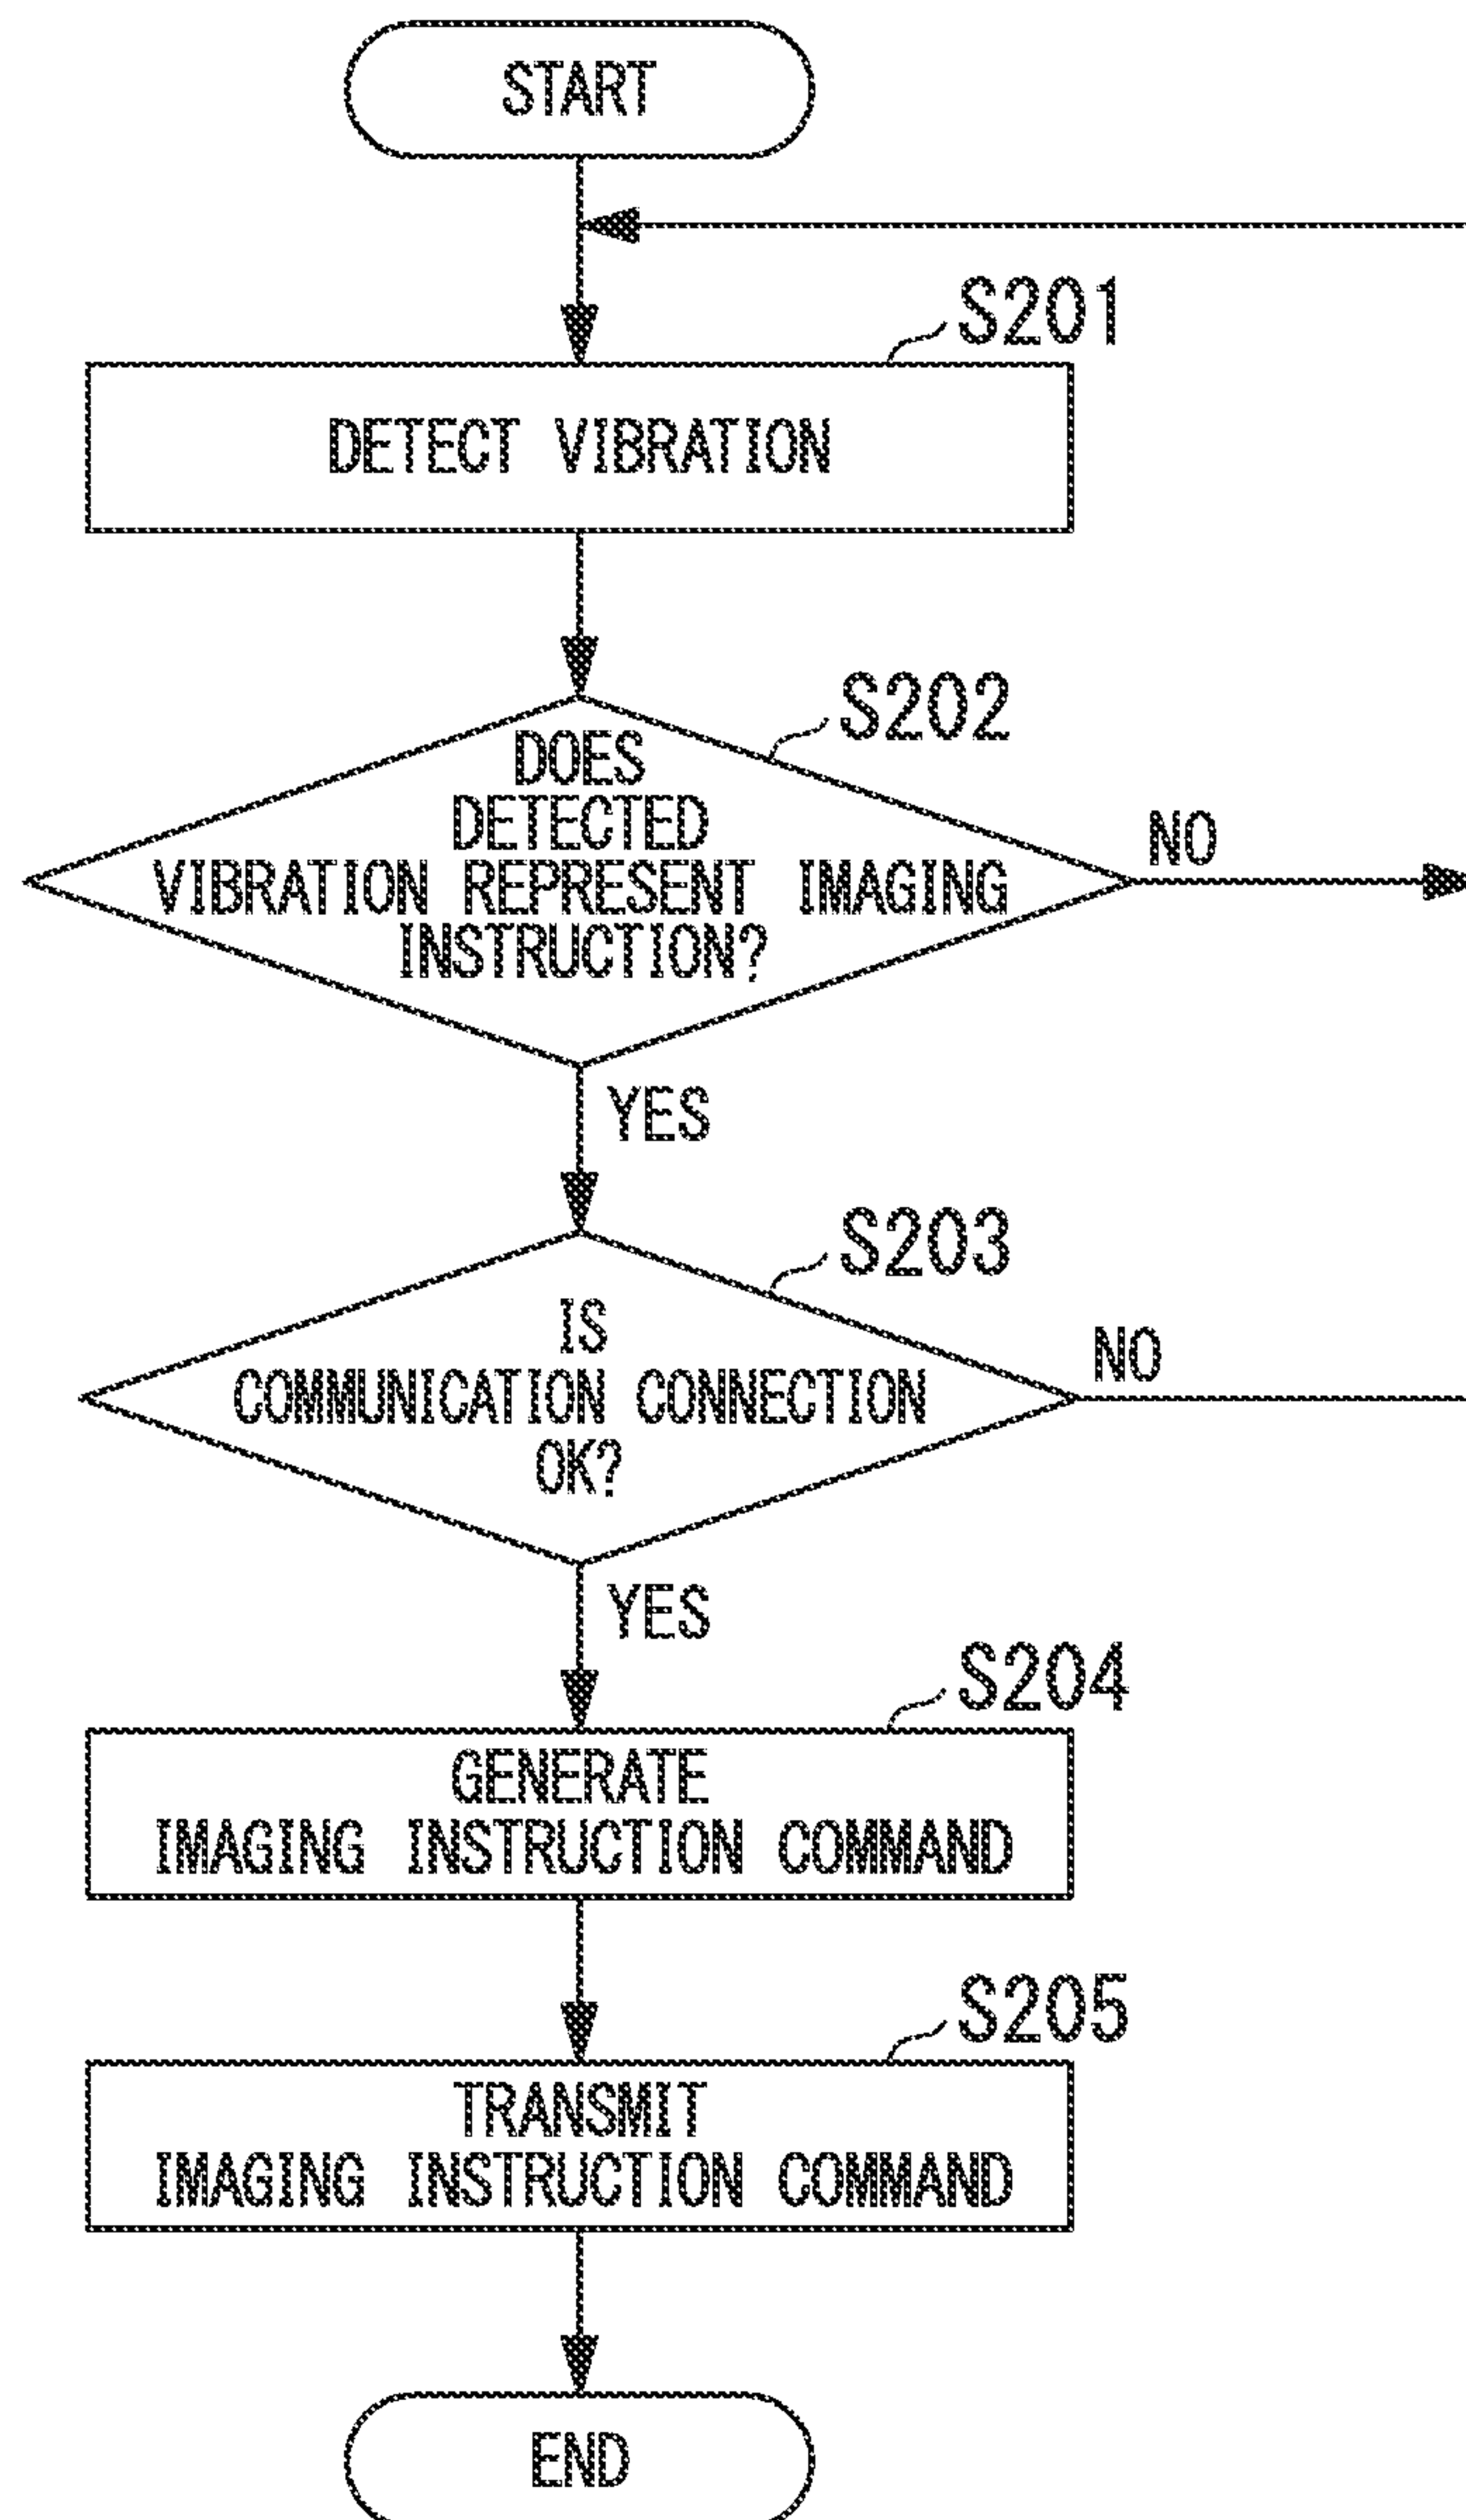 START
S201
DETECT VIBRATION
S202
DOES
DETECTED
VIBRATION REPRESENT IMAGING
INSTRUCTION?
NO
YES
S203
IS
COMMUNICATION CONNECTION
OK?
NO
YES
S204
GENERATE
IMAGING INSTRUCTION COMMAND
S205
TRANSMIT
IMAGING INSTRUCTION COMMAND
END